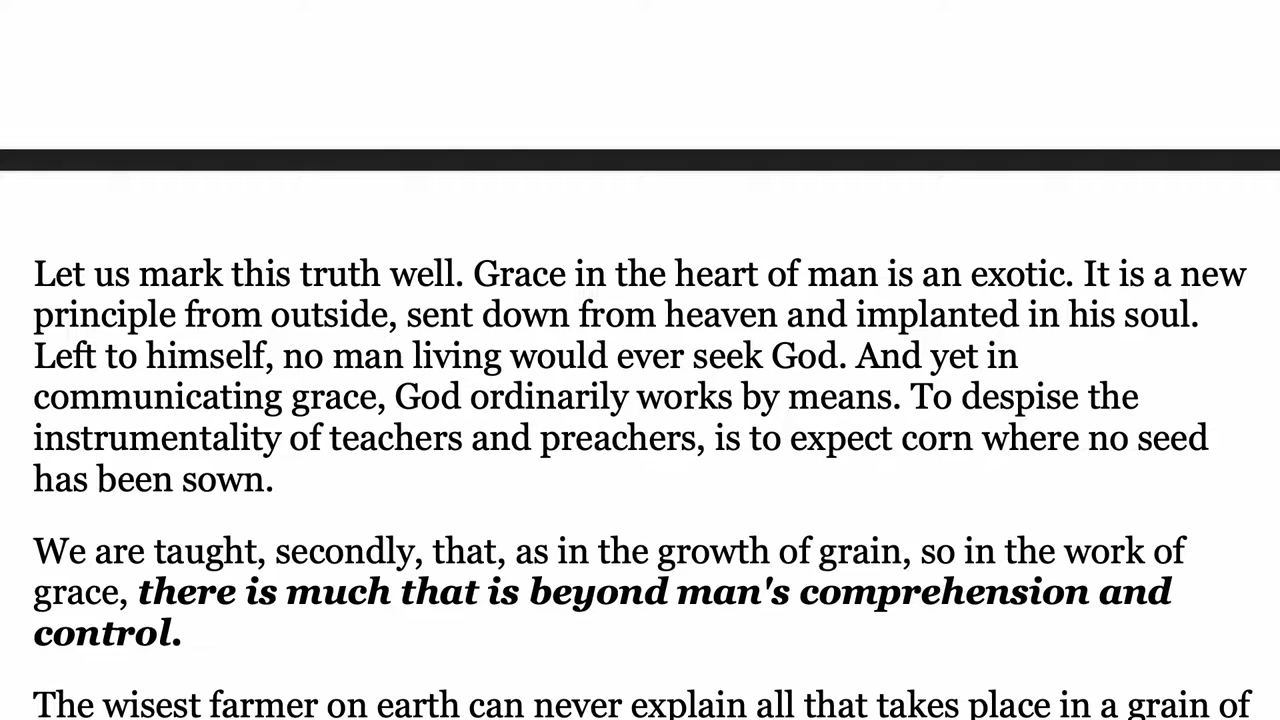 Let us mark this truth well. Grace in the heart of man is an exotic. It is a new
principle from outside, sent down from heaven and implanted in his soul.
Left to himself, no man living would ever seek God. And yet in
communicating grace, God ordinarily works by means. To despise the
instrumentality of teachers and preachers, is to expect corn where no seed
has been sown.
We are taught, secondly, that, as in the growth of grain, so in the work of
grace, there is much that is beyond man's comprehension and
control.
The wisest farmer on earth can never explain all that takes place in a grain of